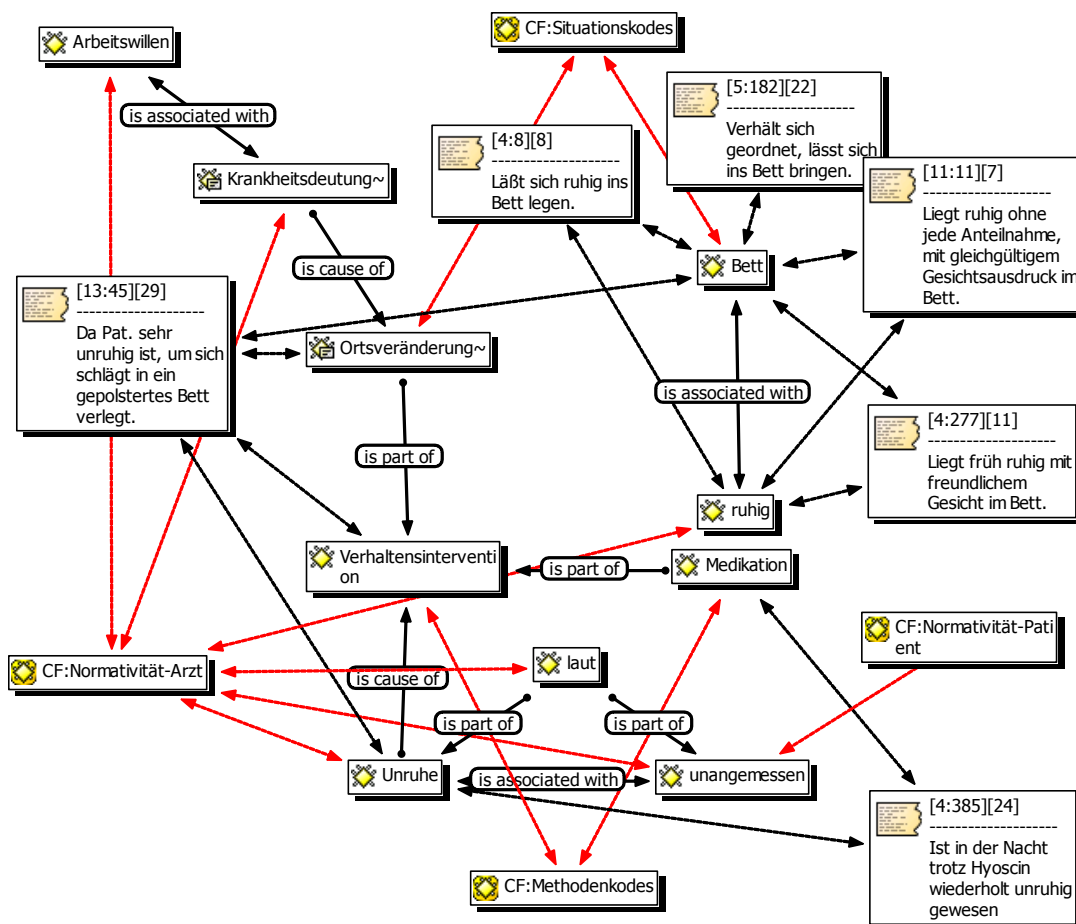 Arbeitswillen
CF:Situationskodes
is associated with
[5:182][22]
--------------------
Verhält sich
geordnet, lässt sich
ins Bett bringen.
[4:8][8]
--------------------
Läßt sich ruhig ins
Bett legen.
Krankheitsdeutung~
[11:11][7]
--------------------
Liegt ruhig ohne
jede Anteilnahme,
mit gleichgültigem
Gesichtsausdruck im
Bett.
is cause of
Bett
[13:45][29]
--------------------
Da Pat. sehr
unruhig ist, um sich
schlägt in ein
gepolstertes Bett
verlegt.
Ortsveränderung~
is associated with
[4:277][11]
--------------------
Liegt früh ruhig mit
freundlichem
Gesicht im Bett.
is part of
ruhig
Verhaltensinterventi
on
is part of
Medikation
CF:Normativität-Pati
ent
CF:Normativität-Arzt
laut
is cause of
is part of
is part of
Unruhe
is associated with
unangemessen
[4:385][24]
--------------------
Ist in der Nacht
trotz Hyoscin
wiederholt unruhig
gewesen
CF:Methodenkodes